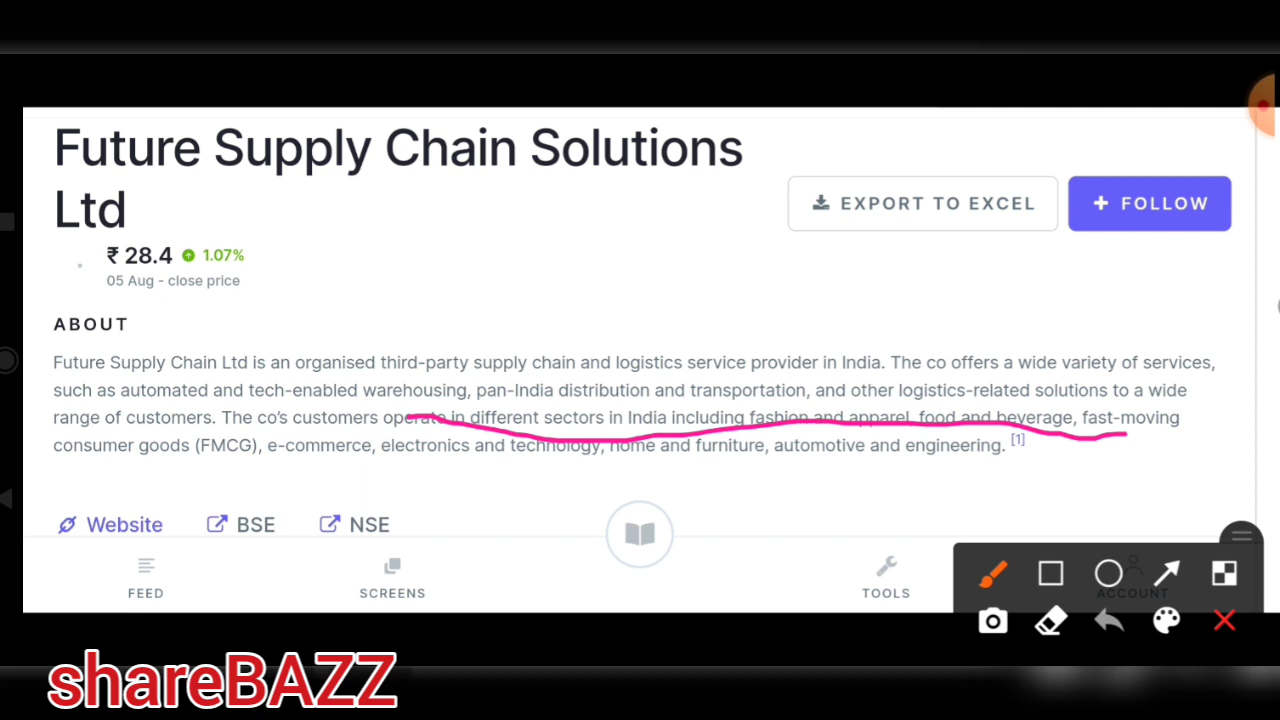 Future Supply Chain Solutions
Ltd
EXPORT TO EXCEL
FOLLOW
₹ 28.4 1.07%
05 Aug - close price
ABOUT
Future Supply Chain Ltd is an organised third-party supply chain and logistics service provider in India. The co offers a wide variety of services,
such as automated and tech-enabled warehousing, pan-India distribution and transportation, and other logistics-related solutions to a wide
range of customers. The co's customers operate in different sectors in India including fashion and apparel, food and beverage, fast-moving
consumer goods (FMCG), e-commerce, electronics and technology, home and furniture, automotive and engineering. [1]
Website BSE NSE
FEED SCREENS TOOLS ACCOUNT
shareBAZZ